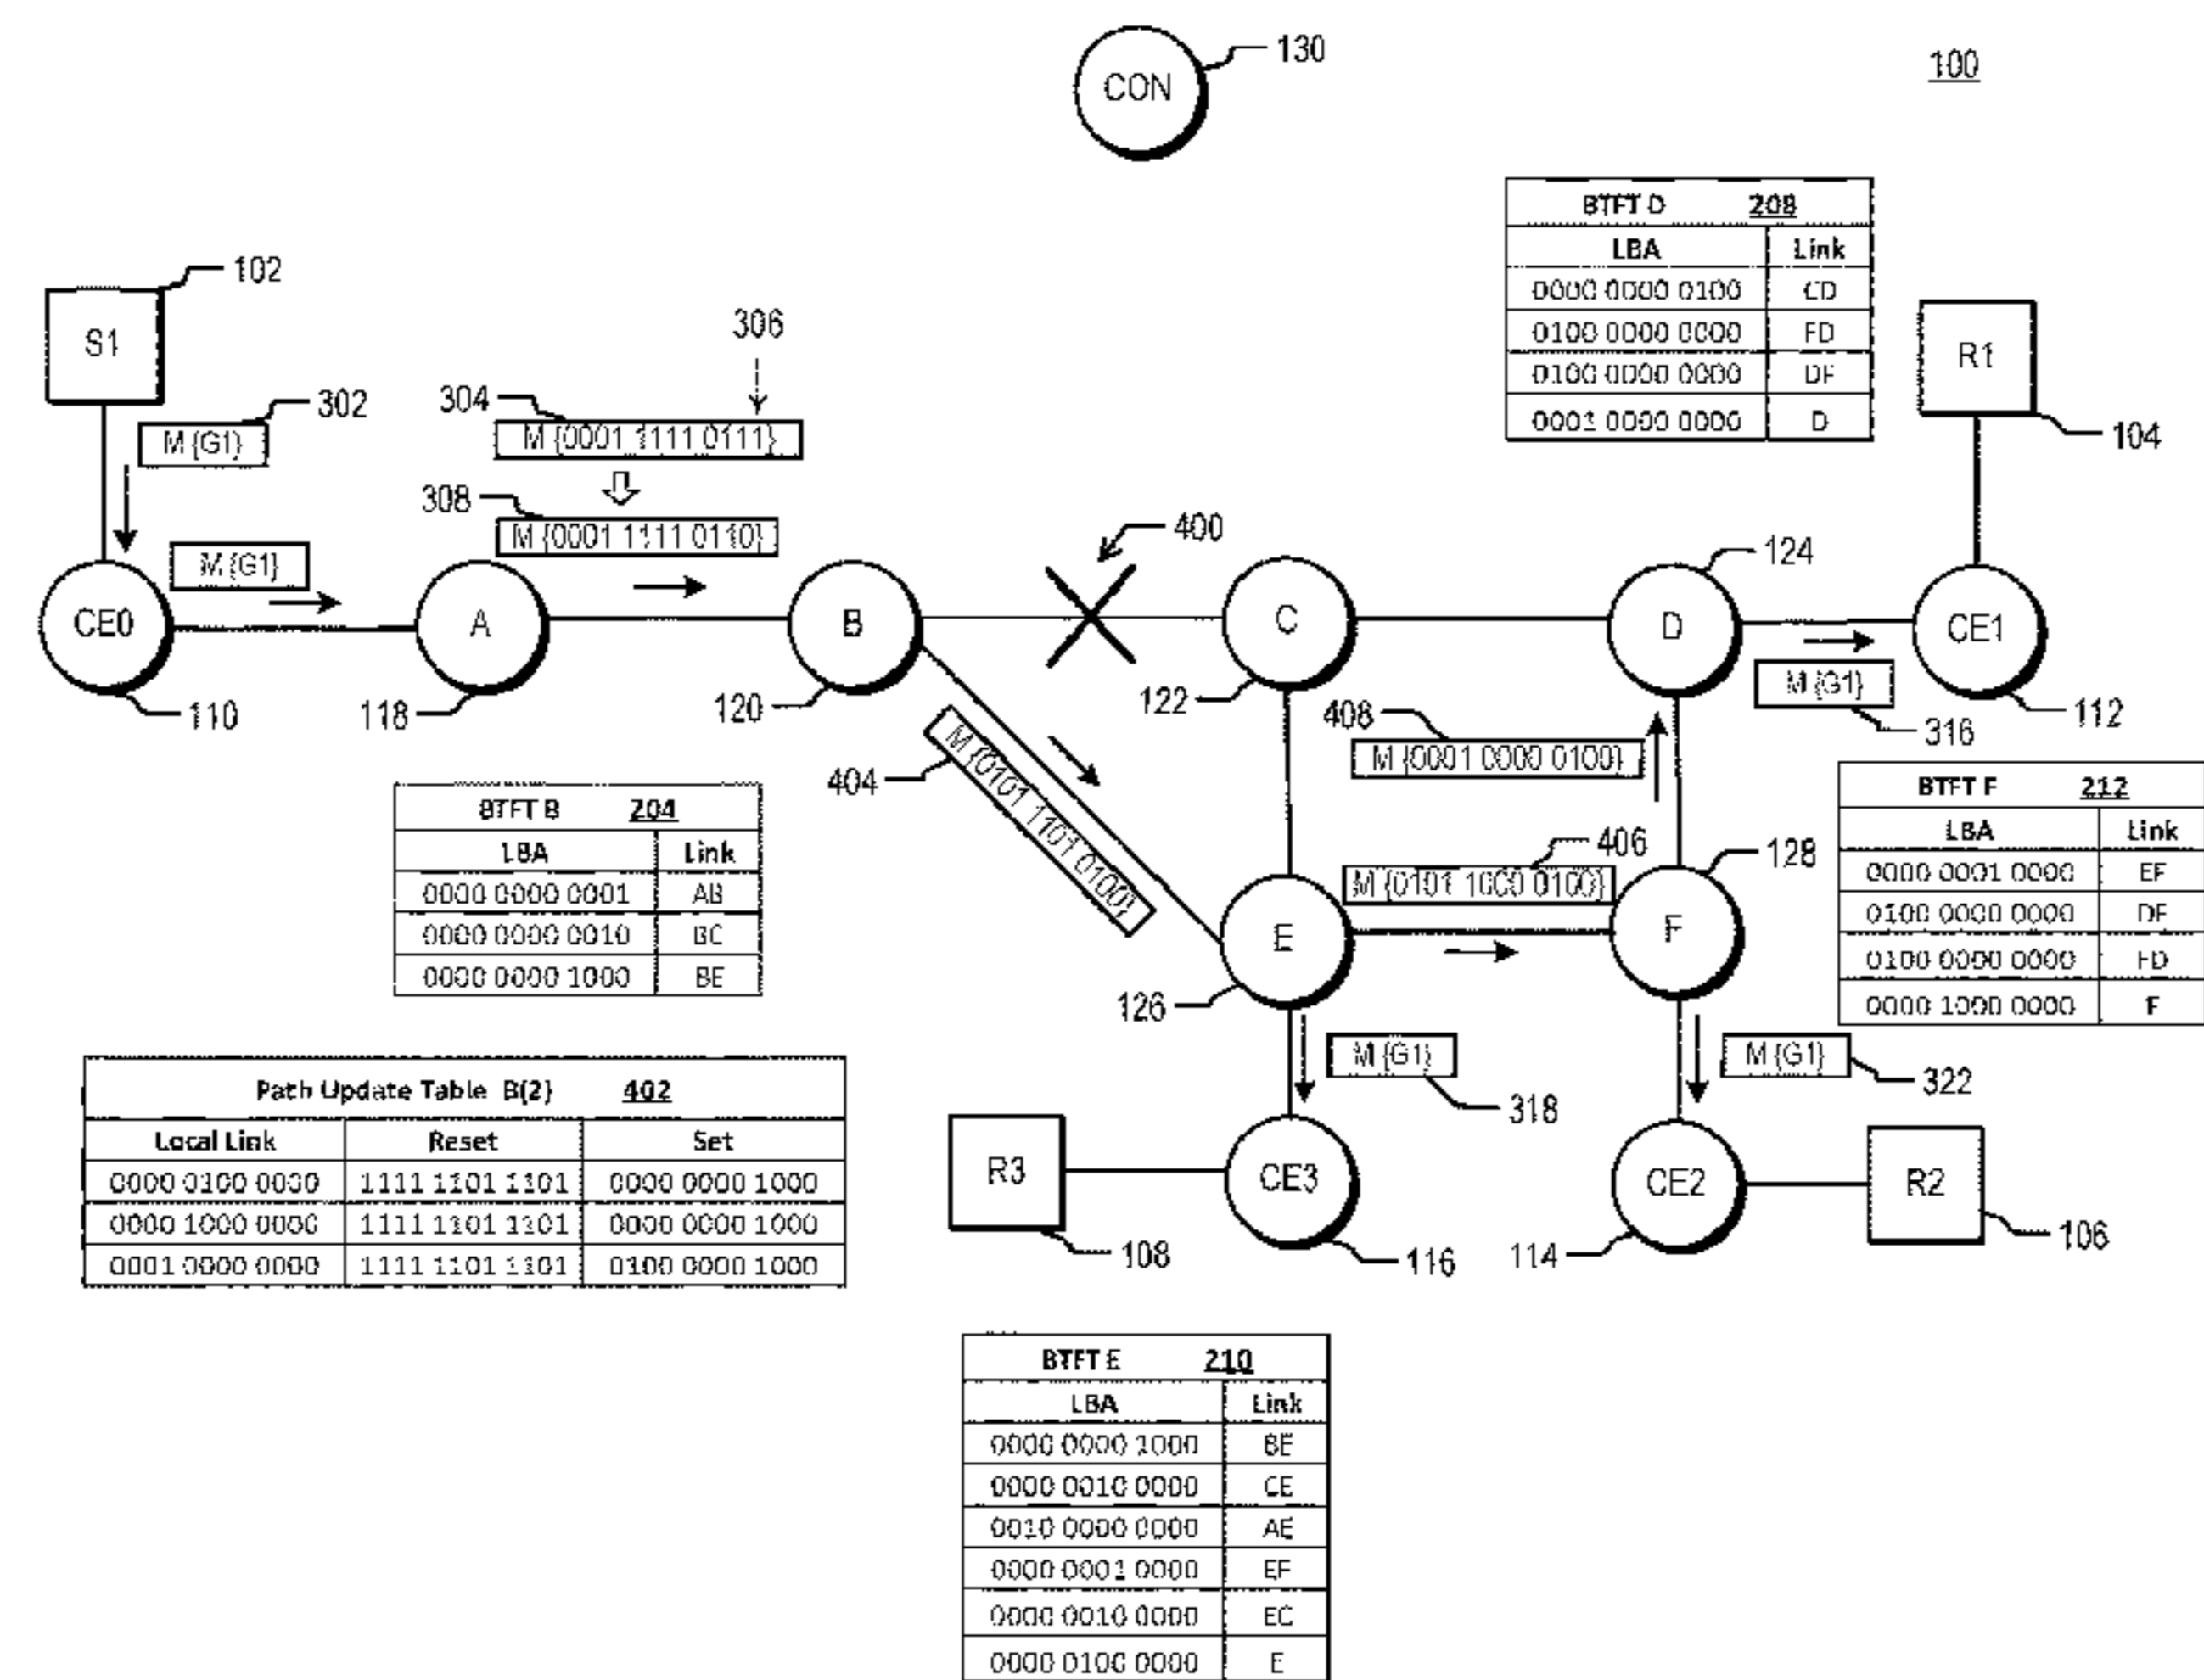 CON
130
100
BTFT D 208
LBA Link
0000 0000 0100 CD
0100 0000 0000 FD
0100 0000 0000 DF
0001 0000 0000 D
102
S1
306
R1
304
302
M {0001 1111 0111}
M {G1}
104
308
M {0001 1111 0110}
400
M {G1}
124
CE0
A
B
C
D
CE1
110
118
120
122
M {G1}
316
112
408
M {0001 0000 0100}
404
M {0101 1101 0100}
BTFT B 204
LBA Link
0000 0000 0001 AB
0000 0000 0010 BC
0000 0000 1000 BE
BTFT F 212
LBA Link
0000 0001 0000 EF
0100 0000 0000 DF
0100 0000 0000 FD
0000 1000 0000 F
406
M {0101 1000 0100}
128
E
F
126
M {G1}
318
M {G1}
322
Path Update Table B(2) 402
Local Link Reset Set
0000 0100 0000 1111 1101 1101 0000 0000 1000
0000 1000 0000 1111 1101 1101 0000 0000 1000
0001 0000 0000 1111 1101 1101 0100 0000 1000
R3
CE3
CE2
R2
108
116
114
106
BTFT E 210
LBA Link
0000 0000 1000 BE
0000 0010 0000 CE
0010 0000 0000 AE
0000 0001 0000 EF
0000 0010 0000 EC
0000 0100 0000 E